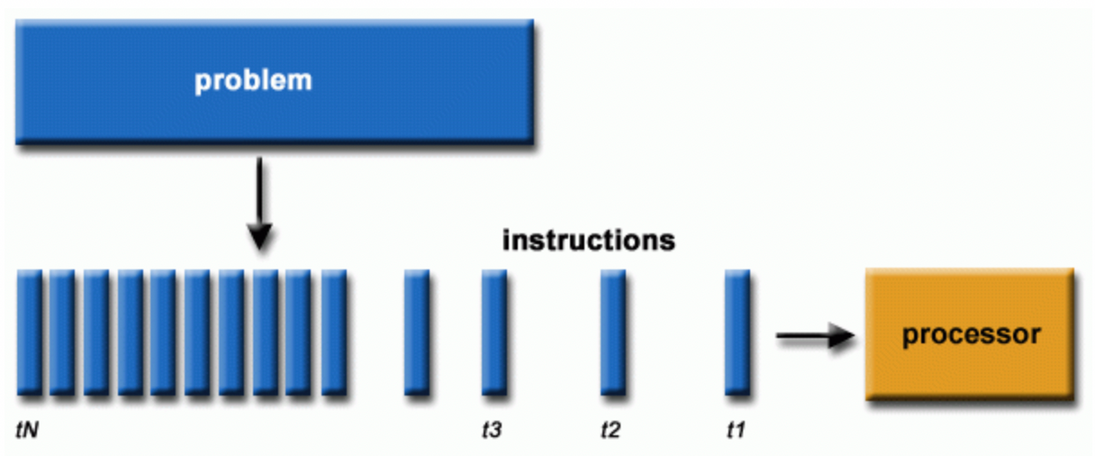 problem
instructions
processor
tN t3 t2 t1